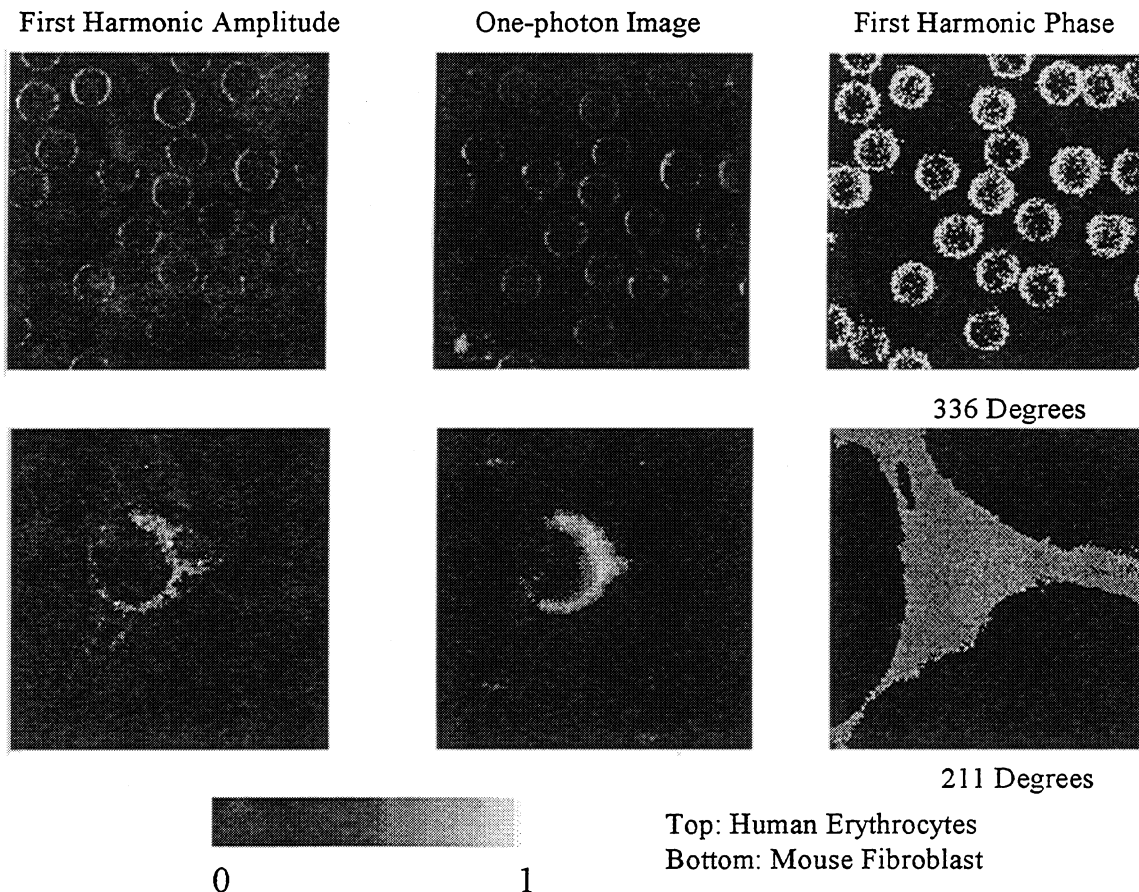 First Harmonic Amplitude
One-photon Image
First Harmonic Phase
336 Degrees
211 Degrees
0
1
Top: Human Erythrocytes
Bottom: Mouse Fibroblast